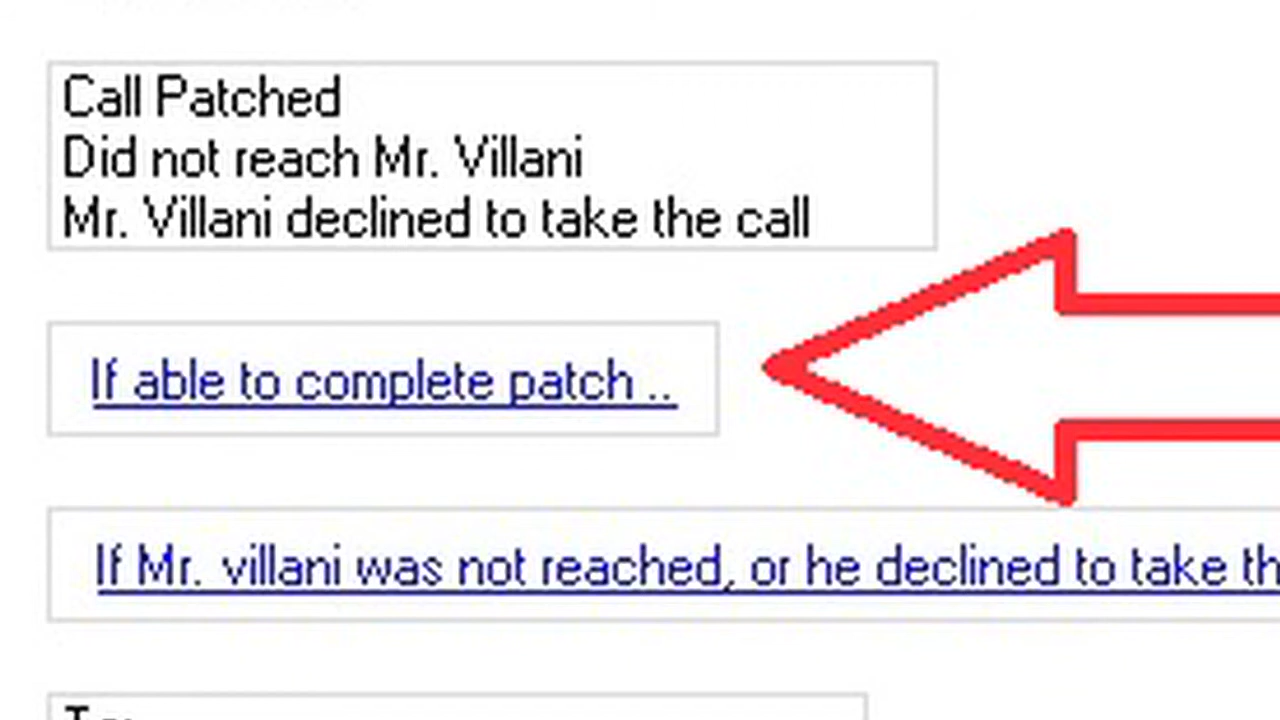 Call Patched
Did not reach Mr. Villani
Mr. Villani declined to take the call
If able to complete patch ..
If Mr. villani was not reached, or he declined to take